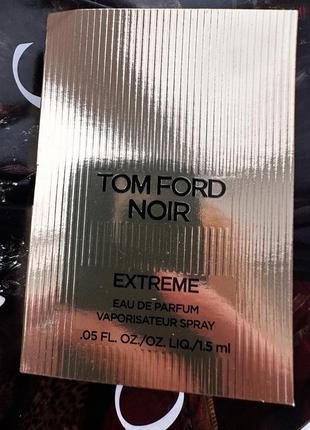 TOM FORD
NOIR
EXTREME
EAU DE PARFUM
VAPORISATEUR SPRAY
.05 FL. OZ./OZ. LIQ./1.5 ml